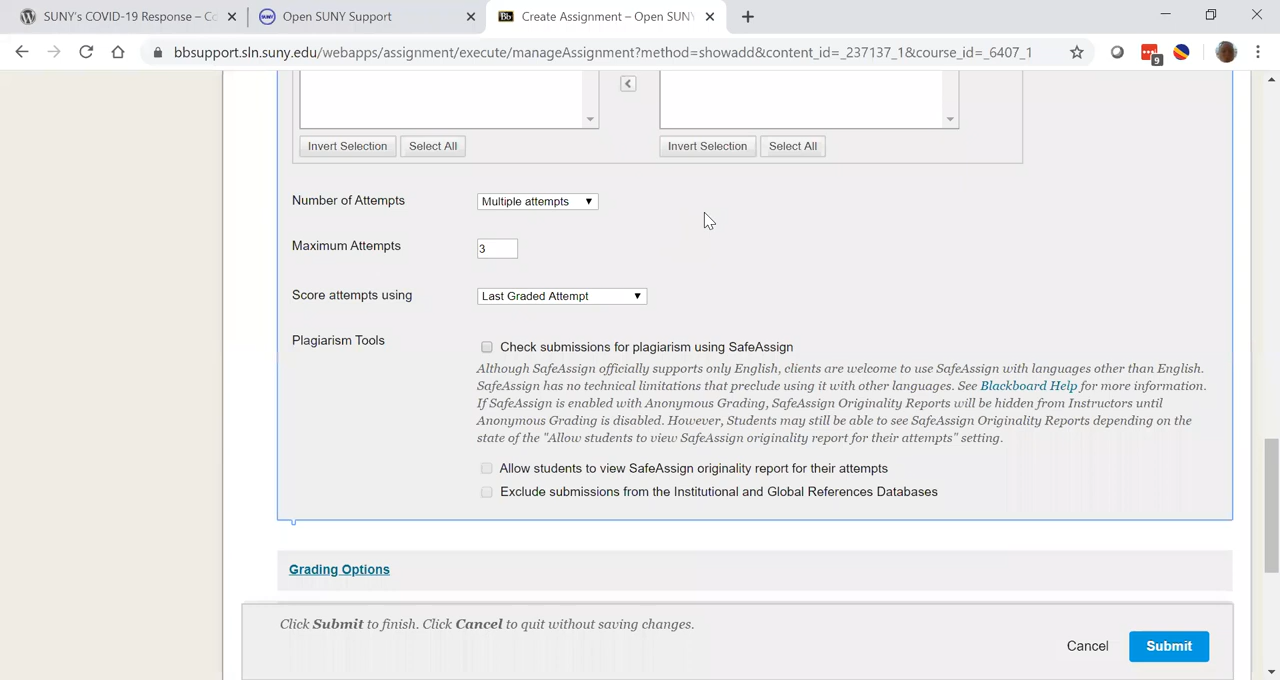 SUNY's COVID-19 Response – Co
Open SUNY Support
Bb Create Assignment – Open SUNY
bbsupport.sln.suny.edu/webapps/assignment/execute/manageAssignment?method=showadd&content_id=_237137_1&course_id=_6407_1
9
Invert Selection Select All Invert Selection Select All
Number of Attempts Multiple attempts
Maximum Attempts 3
Score attempts using Last Graded Attempt
Plagiarism Tools Check submissions for plagiarism using SafeAssign
Although SafeAssign officially supports only English, clients are welcome to use SafeAssign with languages other than English.
SafeAssign has no technical limitations that preclude using it with other languages. See Blackboard Help for more information.
If SafeAssign is enabled with Anonymous Grading, SafeAssign Originality Reports will be hidden from Instructors until
Anonymous Grading is disabled. However, Students may still be able to see SafeAssign Originality Reports depending on the
state of the "Allow students to view SafeAssign originality report for their attempts" setting.
Allow students to view SafeAssign originality report for their attempts
Exclude submissions from the Institutional and Global References Databases
Grading Options
Click Submit to finish. Click Cancel to quit without saving changes.
Cancel Submit